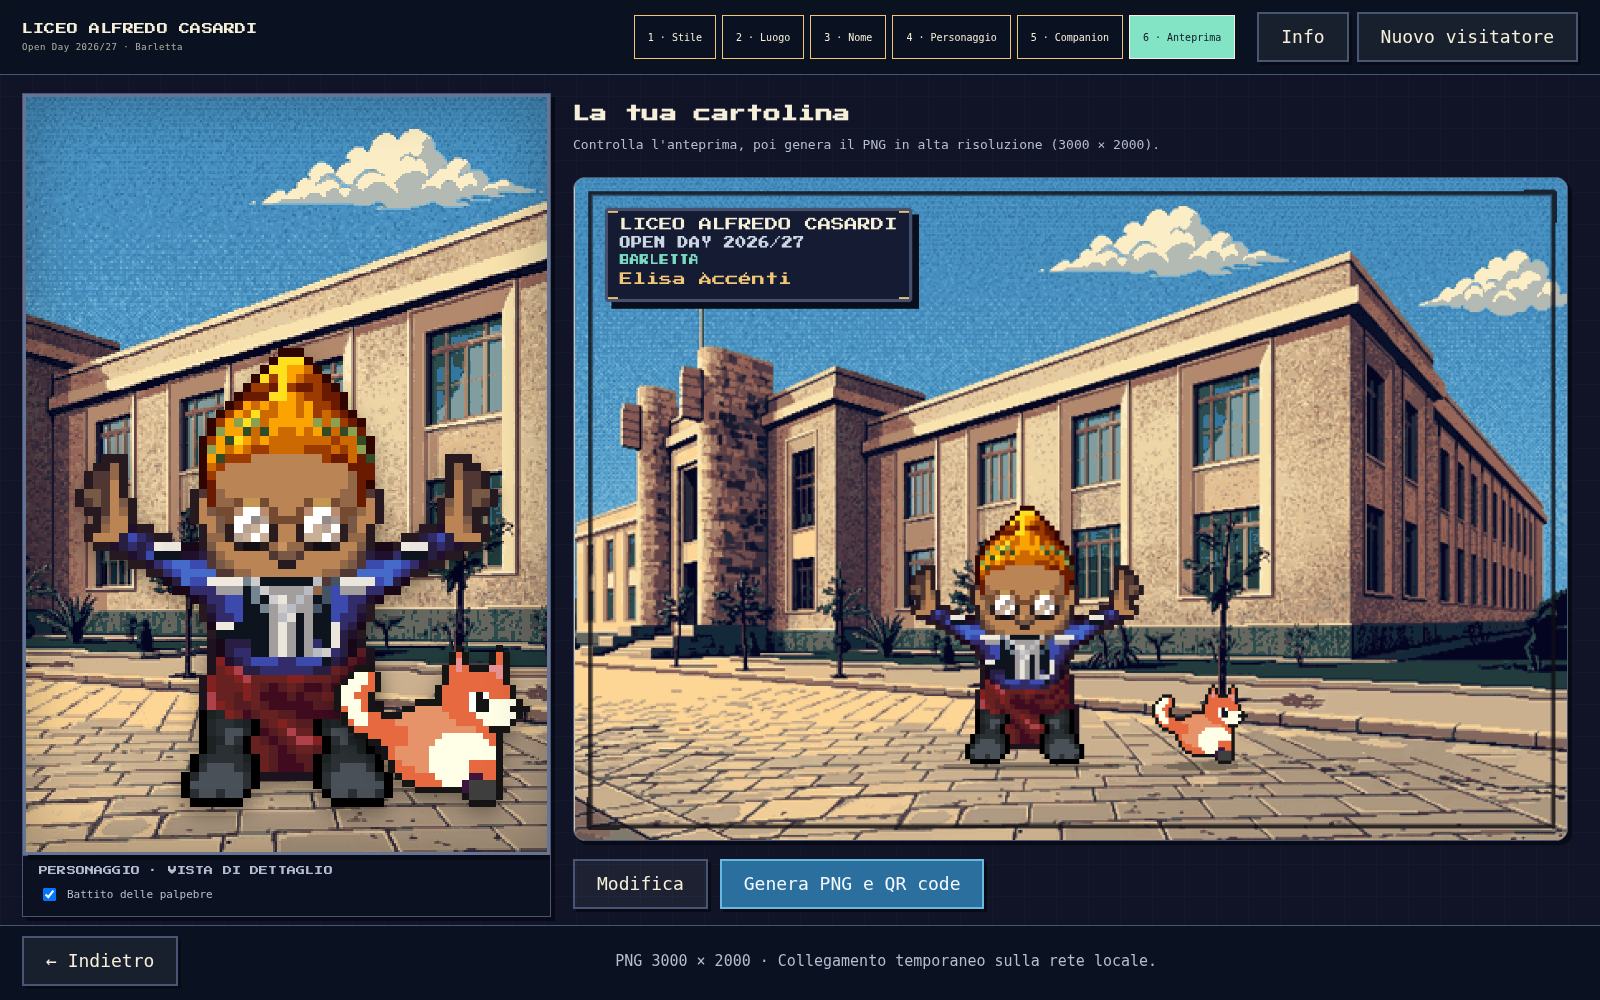 LICEO ALFREDO CASARDI
Open Day 2026/27 · Barletta
1 · Stile
2 · Luogo
3 · Nome
4 · Personaggio
5 · Companion
6 · Anteprima
Info
Nuovo visitatore
La tua cartolina
Controlla l'anteprima, poi genera il PNG in alta risoluzione (3000 × 2000).
LICEO ALFREDO CASARDI
OPEN DAY 2026/27
BARLETTA
Elisa Àccénti
PERSONAGGIO · VISTA DI DETTAGLIO
Battito delle palpebre
Modifica
Genera PNG e QR code
← Indietro
PNG 3000 × 2000 · Collegamento temporaneo sulla rete locale.